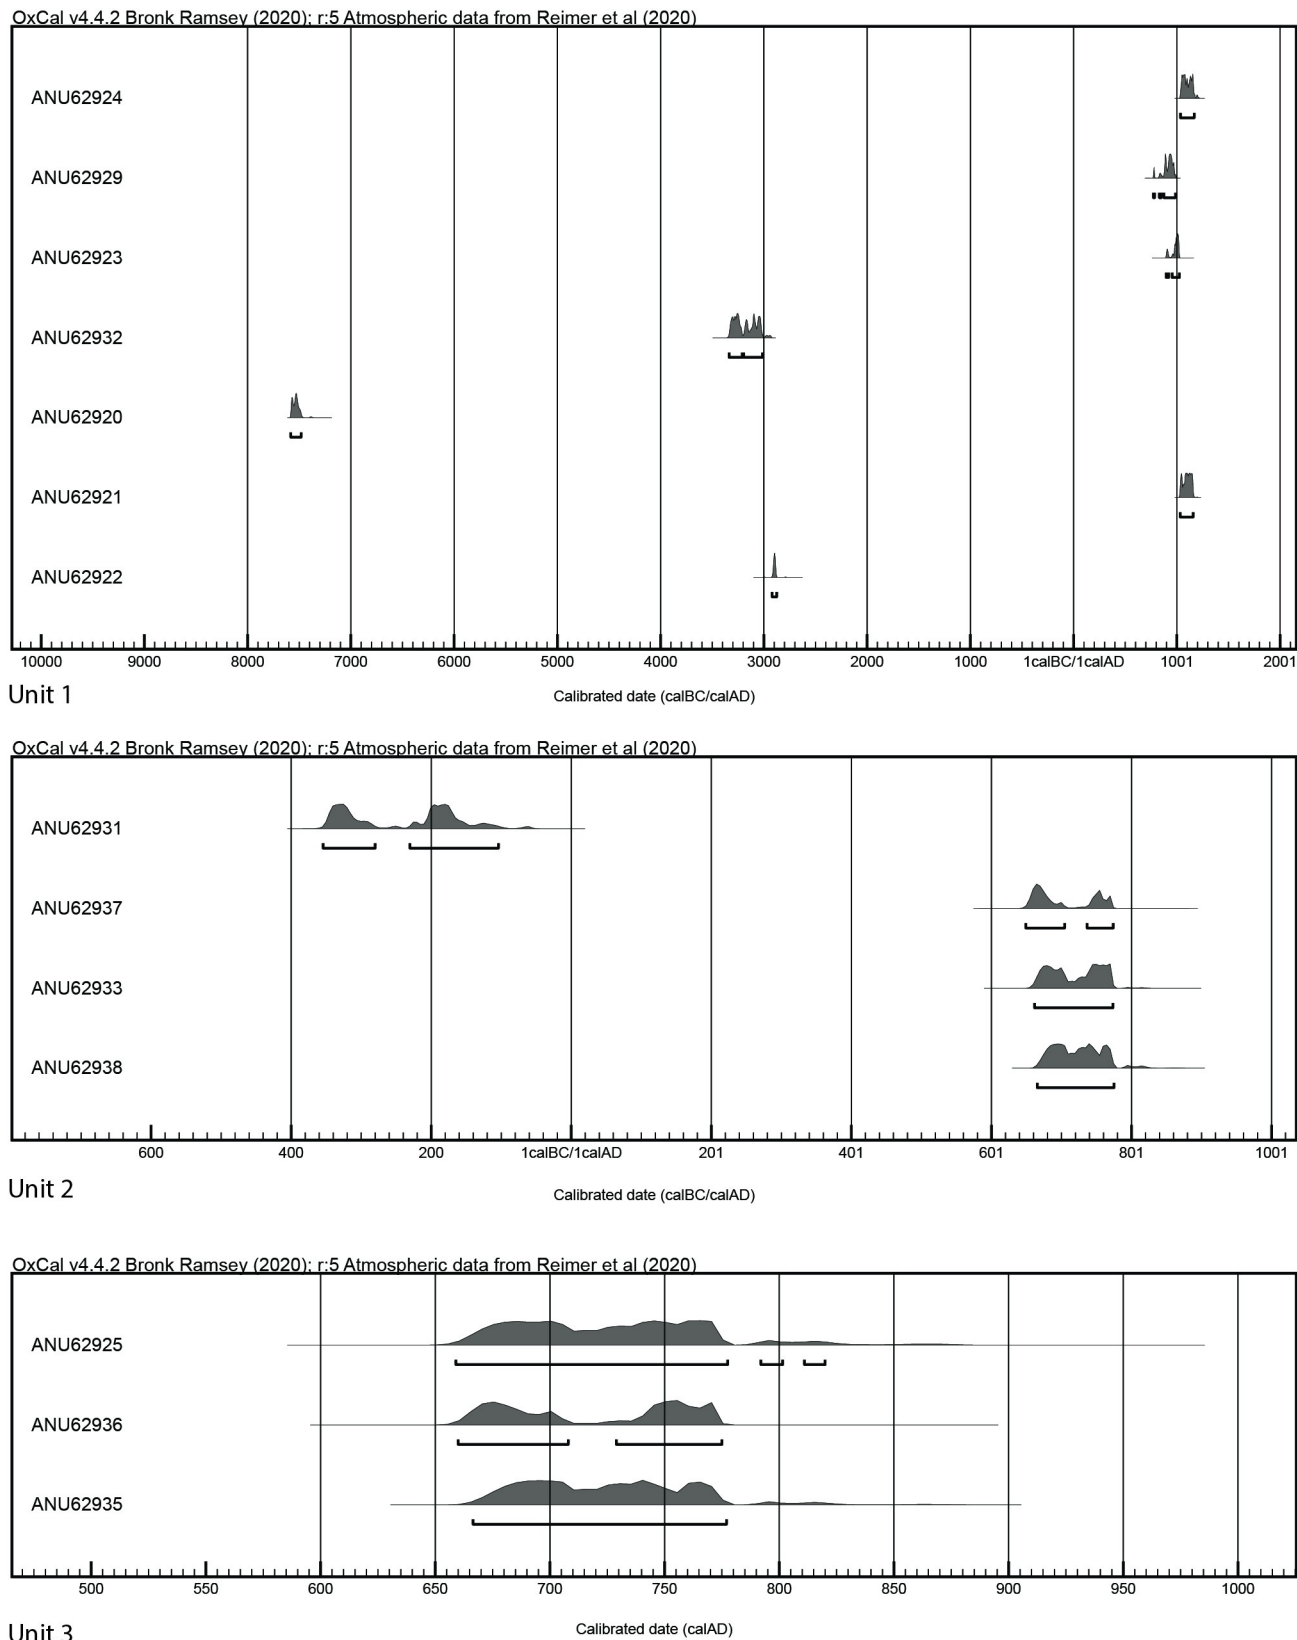 OxCal v4.4.2 Bronk Ramsey (2020); r:5 Atmospheric data from Reimer et al (2020)
ANU62924
ANU62929
ANU62923
ANU62932
ANU62920
ANU62921
ANU62922
10000 9000 8000 7000 6000 5000 4000 3000 2000 1000 1calBC/1calAD 1001 2001
Unit 1
Calibrated date (calBC/calAD)
OxCal v4.4.2 Bronk Ramsey (2020); r:5 Atmospheric data from Reimer et al (2020)
ANU62931
ANU62937
ANU62933
ANU62938
600 400 200 1calBC/1calAD 201 401 601 801 1001
Unit 2
Calibrated date (calBC/calAD)
OxCal v4.4.2 Bronk Ramsey (2020); r:5 Atmospheric data from Reimer et al (2020)
ANU62925
ANU62936
ANU62935
500 550 600 650 700 750 800 850 900 950 1000
Calibrated date (calAD)
Unit 3